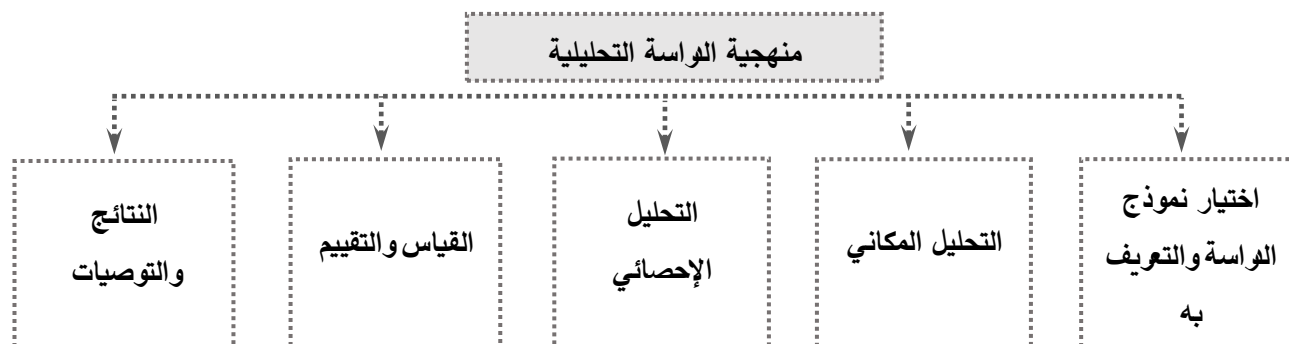 منهجية الواسة التحليلية
اختيار نموذج
الواسة والتعريف
به
التحليل المكاني
التحليل
الإحصائي
القياس والتقييم
النتائج
والتوصيات